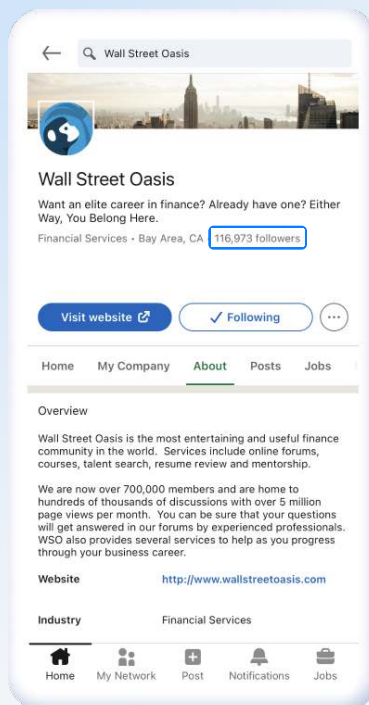 Wall Street Oasis
Wall Street Oasis
Want an elite career in finance? Already have one? Either
Way, You Belong Here.
Financial Services • Bay Area, CA • 116,973 followers
Visit website
Following
Home My Company About Posts Jobs
Overview
Wall Street Oasis is the most entertaining and useful finance
community in the world. Services include online forums,
courses, talent search, resume review and mentorship.
We are now over 700,000 members and are home to
hundreds of thousands of discussions with over 5 million
page views per month. You can be sure that your questions
will get answered in our forums by experienced professionals.
WSO also provides several services to help as you progress
through your business career.
Website http://www.wallstreetoasis.com
Industry Financial Services
Home My Network Post Notifications Jobs